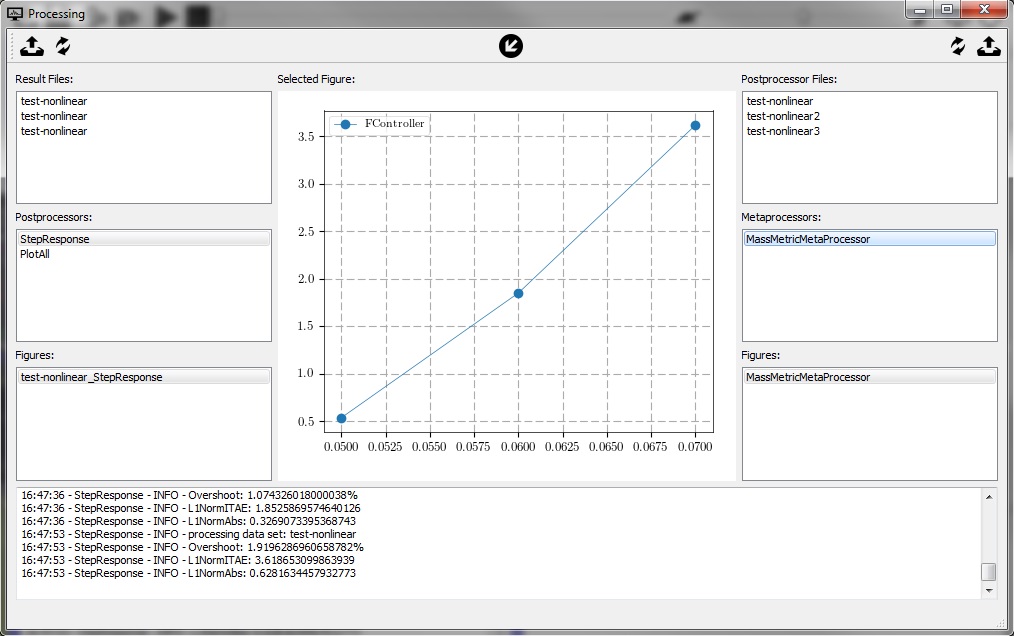 Processing
Result Files:
test-nonlinear
test-nonlinear
test-nonlinear
Postprocessors:
StepResponse
PlotAll
Figures:
test-nonlinear_StepResponse
Selected Figure:
FController
3.5
3.0
2.5
2.0
1.5
1.0
0.5
0.0500 0.0525 0.0550 0.0575 0.0600 0.0625 0.0650 0.0675 0.0700
Postprocessor Files:
test-nonlinear
test-nonlinear2
test-nonlinear3
Metaprocessors:
MassMetricMetaProcessor
Figures:
MassMetricMetaProcessor
16:47:36 - StepResponse - INFO - Overshoot: 1.074326018000038%
16:47:36 - StepResponse - INFO - L1NormITAE: 1.8525869574640126
16:47:36 - StepResponse - INFO - L1NormAbs: 0.3269073395368743
16:47:53 - StepResponse - INFO - processing data set: test-nonlinear
16:47:53 - StepResponse - INFO - Overshoot: 1.9196286960658782%
16:47:53 - StepResponse - INFO - L1NormITAE: 3.618653099863939
16:47:53 - StepResponse - INFO - L1NormAbs: 0.6281634457932773